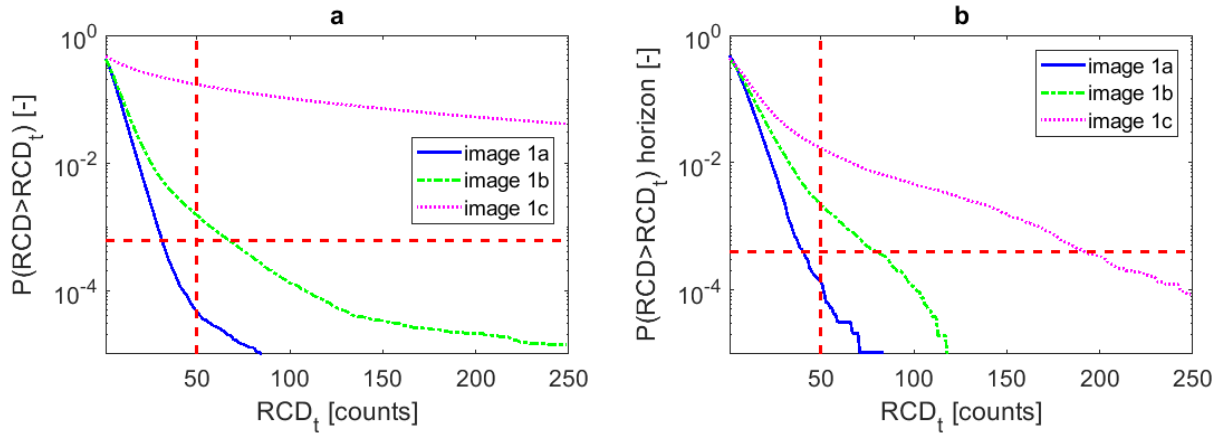 a
10^0
10^-2
10^-4
P(RCD>RCD_t) [-]
image 1a
image 1b
image 1c
50
100
150
200
250
RCD_t [counts]
b
10^0
10^-2
10^-4
P(RCD>RCD_t) horizon [-]
image 1a
image 1b
image 1c
50
100
150
200
250
RCD_t [counts]